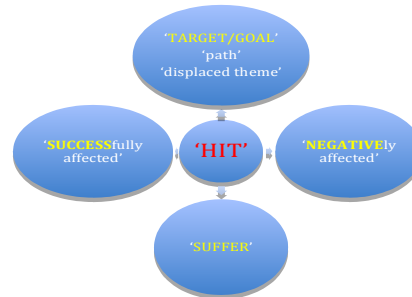 ‘TARGET/GOAL’
‘path’
‘displaced theme’
‘SUCCESSfully
affected’
‘HIT’
‘NEGATIVEly
affected’
‘SUFFER’